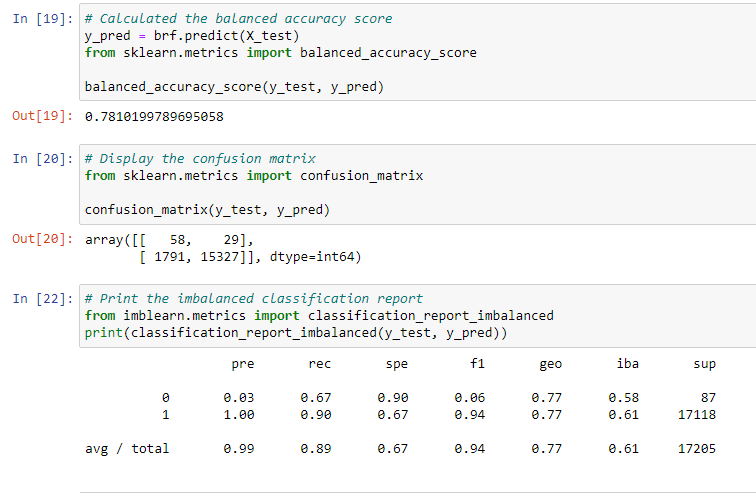 In [19]: # Calculated the balanced accuracy score
y_pred = brf.predict(X_test)
from sklearn.metrics import balanced_accuracy_score
balanced_accuracy_score(y_test, y_pred)
Out[19]: 0.7810199789695058
In [20]: # Display the confusion matrix
from sklearn.metrics import confusion_matrix
confusion_matrix(y_test, y_pred)
Out[20]: array([[   58,    29],
       [ 1791, 15327]], dtype=int64)
In [22]: # Print the imbalanced classification report
from imblearn.metrics import classification_report_imbalanced
print(classification_report_imbalanced(y_test, y_pred))
pre rec spe f1 geo iba sup
0 0.03 0.67 0.90 0.06 0.77 0.58 87
1 1.00 0.90 0.67 0.94 0.77 0.61 17118
avg / total 0.99 0.89 0.67 0.94 0.77 0.61 17205